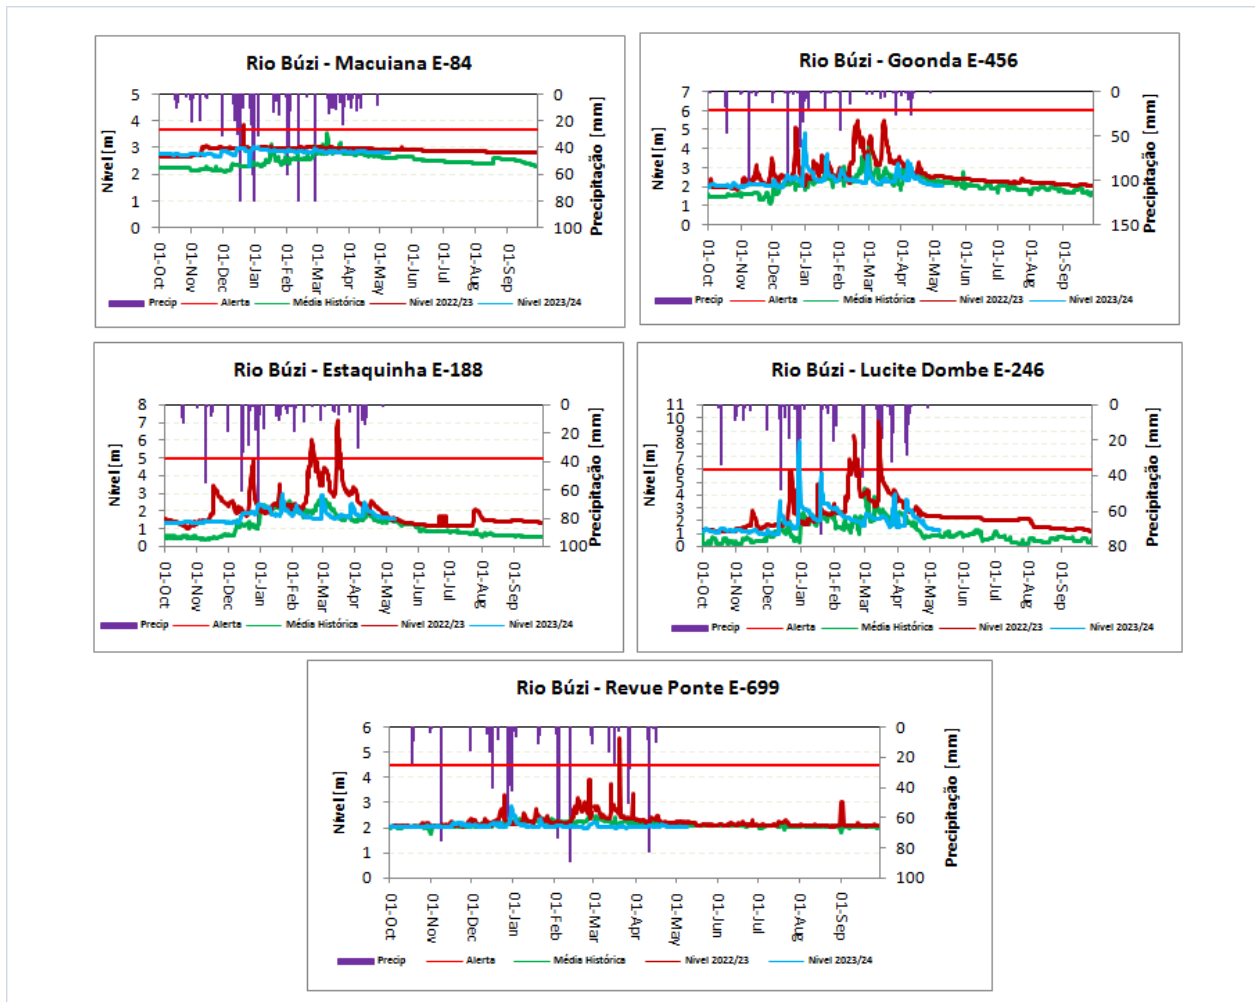 Rio Búzi - Macuiana E-84
Nível [m]
5
4
3
2
1
0
0
20
40
60
80
100
Precipitação [mm]
01-Oct
01-Nov
01-Dec
01-Jan
01-Feb
01-Mar
01-Apr
01-May
01-Jun
01-Jul
01-Aug
01-Sep
Precip Alerta Média Histórica Nivel 2022/23 Nivel 2023/24
Rio Búzi - Goonda E-456
Nível [m]
7
6
5
4
3
2
1
0
0
50
100
150
Precipitação [mm]
01-Oct
01-Nov
01-Dec
01-Jan
01-Feb
01-Mar
01-Apr
01-May
01-Jun
01-Jul
01-Aug
01-Sep
Precip Alerta Média Histórica Nivel 2022/23 Nivel 2023/24
Rio Búzi - Estaquinha E-188
Nível [m]
8
7
6
5
4
3
2
1
0
0
20
40
60
80
100
Precipitação [mm]
01-Oct
01-Nov
01-Dec
01-Jan
01-Feb
01-Mar
01-Apr
01-May
01-Jun
01-Jul
01-Aug
01-Sep
Precip Alerta Média Histórica Nivel 2022/23 Nivel 2023/24
Rio Búzi - Lucite Dombe E-246
Nível [m]
11
10
9
8
7
6
5
4
3
2
1
0
0
20
40
60
80
Precipitação [mm]
01-Oct
01-Nov
01-Dec
01-Jan
01-Feb
01-Mar
01-Apr
01-May
01-Jun
01-Jul
01-Aug
01-Sep
Precip Alerta Média Histórica Nivel 2022/23 Nivel 2023/24
Rio Búzi - Revue Ponte E-699
Nível [m]
6
5
4
3
2
1
0
0
20
40
60
80
100
Precipitação [mm]
01-Oct
01-Nov
01-Dec
01-Jan
01-Feb
01-Mar
01-Apr
01-May
01-Jun
01-Jul
01-Aug
01-Sep
Precip Alerta Média Histórica Nivel 2022/23 Nivel 2023/24